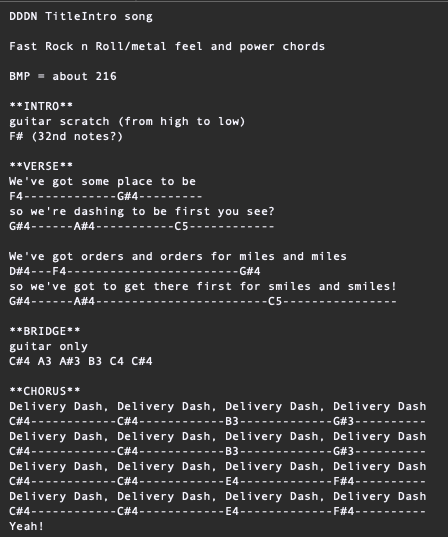 DDDN TitleIntro song
Fast Rock n Roll/metal feel and power chords
BMP = about 216
**INTRO**
guitar scratch (from high to low)
F# (32nd notes?)
**VERSE**
We've got some place to be
F4-------------G#4---------
so we're dashing to be first you see?
G#4------A#4-----------C5------------
We've got orders and orders for miles and miles
D#4---F4------------------------G#4
so we've got to get there first for smiles and smiles!
G#4------A#4------------------------C5----------------
**BRIDGE**
guitar only
C#4 A3 A#3 B3 C4 C#4
**CHORUS**
Delivery Dash, Delivery Dash, Delivery Dash, Delivery Dash
C#4------------C#4------------B3-------------G#3----------
Delivery Dash, Delivery Dash, Delivery Dash, Delivery Dash
C#4------------C#4------------B3-------------G#3----------
Delivery Dash, Delivery Dash, Delivery Dash, Delivery Dash
C#4------------C#4------------E4-------------F#4----------
Delivery Dash, Delivery Dash, Delivery Dash, Delivery Dash
C#4------------C#4------------E4-------------F#4----------
Yeah!